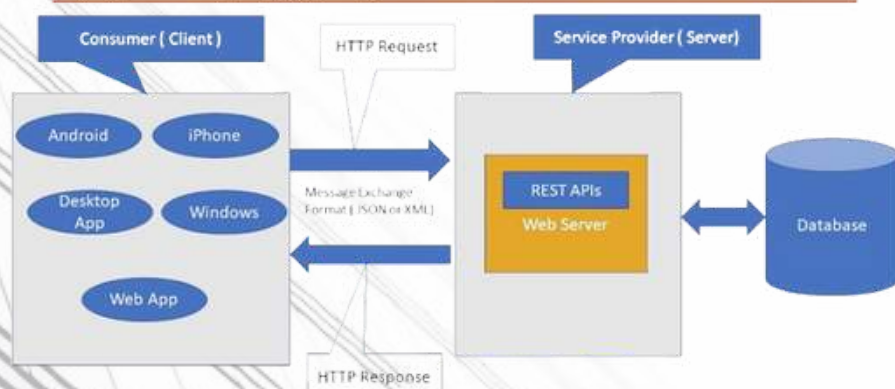 Consumer ( Client )
HTTP Request
Service Provider ( Server)
Android
iPhone
Desktop
App
Windows
Web App
Message Exchange
Format ( JSON or XML)
REST APIs
Web Server
Database
HTTP Response